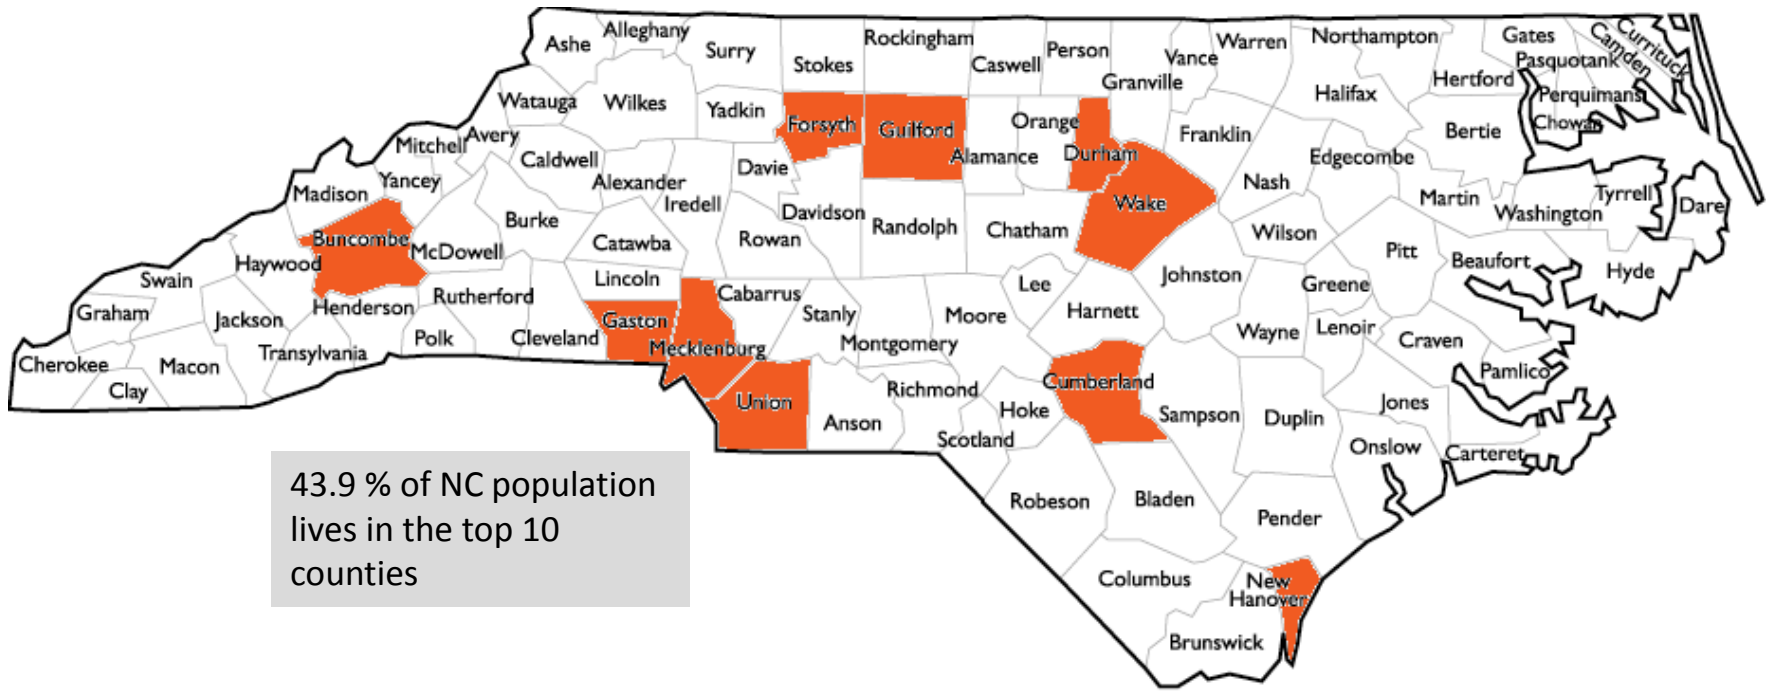 Ashe
Alleghany
Surry
Stokes
Rockingham
Caswell
Person
Granville
Vance
Warren
Northampton
Gates
Hertford
Pasquotank
Camden
Currituck
Perquimans
Chowan
Halifax
Bertie
Watauga
Wilkes
Yadkin
Forsyth
Guilford
Alamance
Orange
Durham
Franklin
Nash
Edgecombe
Martin
Washington
Tyrrell
Dare
Mitchell
Avery
Caldwell
Alexander
Iredell
Davie
Davidson
Randolph
Chatham
Wake
Wilson
Pitt
Beaufort
Hyde
Madison
Yancey
Burke
Catawba
Rowan
Buncombe
McDowell
Haywood
Swain
Graham
Jackson
Henderson
Rutherford
Lincoln
Cabarrus
Stanly
Montgomery
Moore
Lee
Harnett
Johnston
Greene
Wayne
Lenoir
Craven
Pamlico
Cherokee
Clay
Macon
Transylvania
Polk
Cleveland
Gaston
Mecklenburg
Union
Anson
Richmond
Scotland
Hoke
Cumberland
Sampson
Duplin
Jones
Onslow
Carteret
Robeson
Bladen
Pender
Columbus
New
Hanover
Brunswick
43.9 % of NC population
lives in the top 10
counties